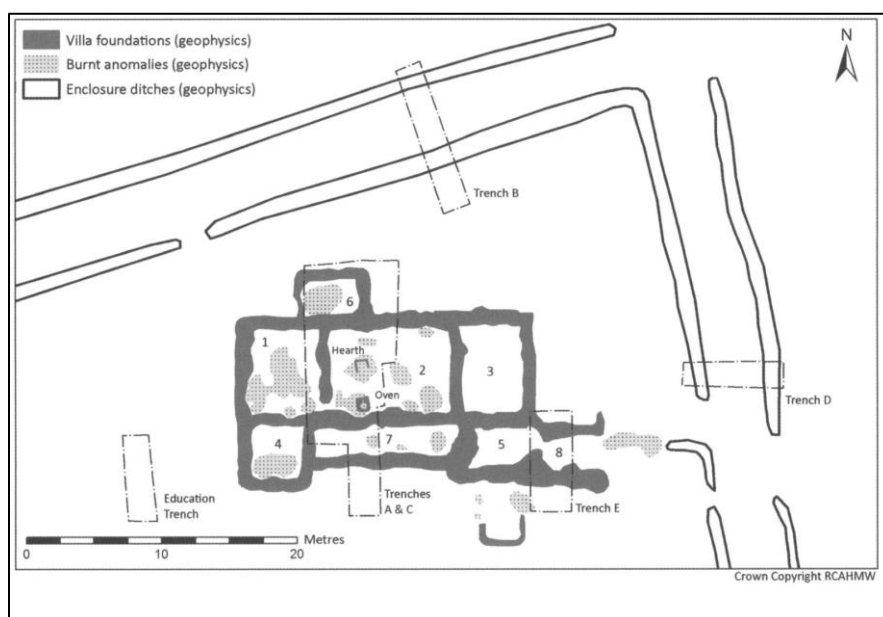 Villa foundations (geophysics)
Burnt anomalies (geophysics)
Enclosure ditches (geophysics)
N
Trench B
6
1
Hearth
2
3
Oven
Trench D
4
7
5
8
Education
Trench
Trenches
A & C
Trench E
Metres
0
10
20
Crown Copyright RCAHMW